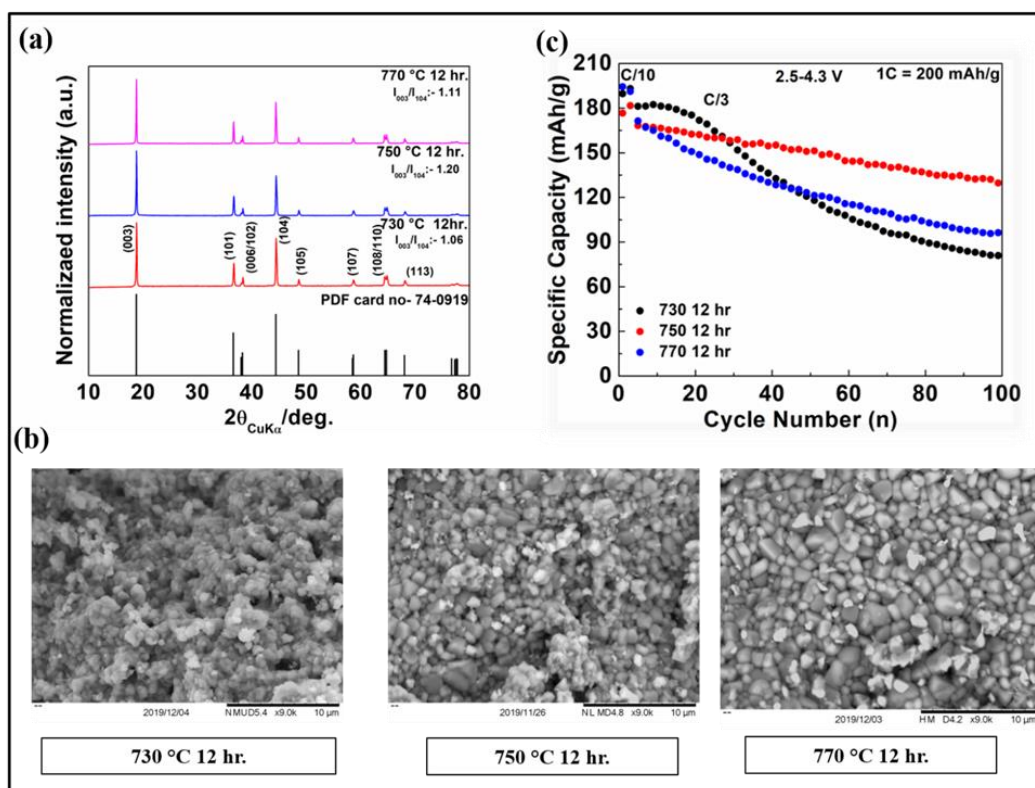 (a)
770 °C 12 hr.
I003/I104:- 1.11
750 °C 12 hr.
I003/I104:- 1.20
730 °C 12hr.
I003/I104:- 1.06
(003)
(101)
(006/102)
(104)
(105)
(107)
(108/110)
(113)
PDF card no- 74-0919
Normalizaed intensity (a.u.)
10 20 30 40 50 60 70 80
2θCuKα/deg.
(c)
210
180
150
120
90
60
30
0
C/10
2.5-4.3 V
1C = 200 mAh/g
C/3
730 12 hr
750 12 hr
770 12 hr
Specific Capacity (mAh/g)
0 20 40 60 80 100
Cycle Number (n)
(b)
2019/12/04 NMUD5.4 x9.0k 10 µm
2019/11/26 NL MD4.8 x9.0k 10 µm
2019/12/03 HM D4.2 x9.0k 10 µm
730 °C 12 hr.
750 °C 12 hr.
770 °C 12 hr.